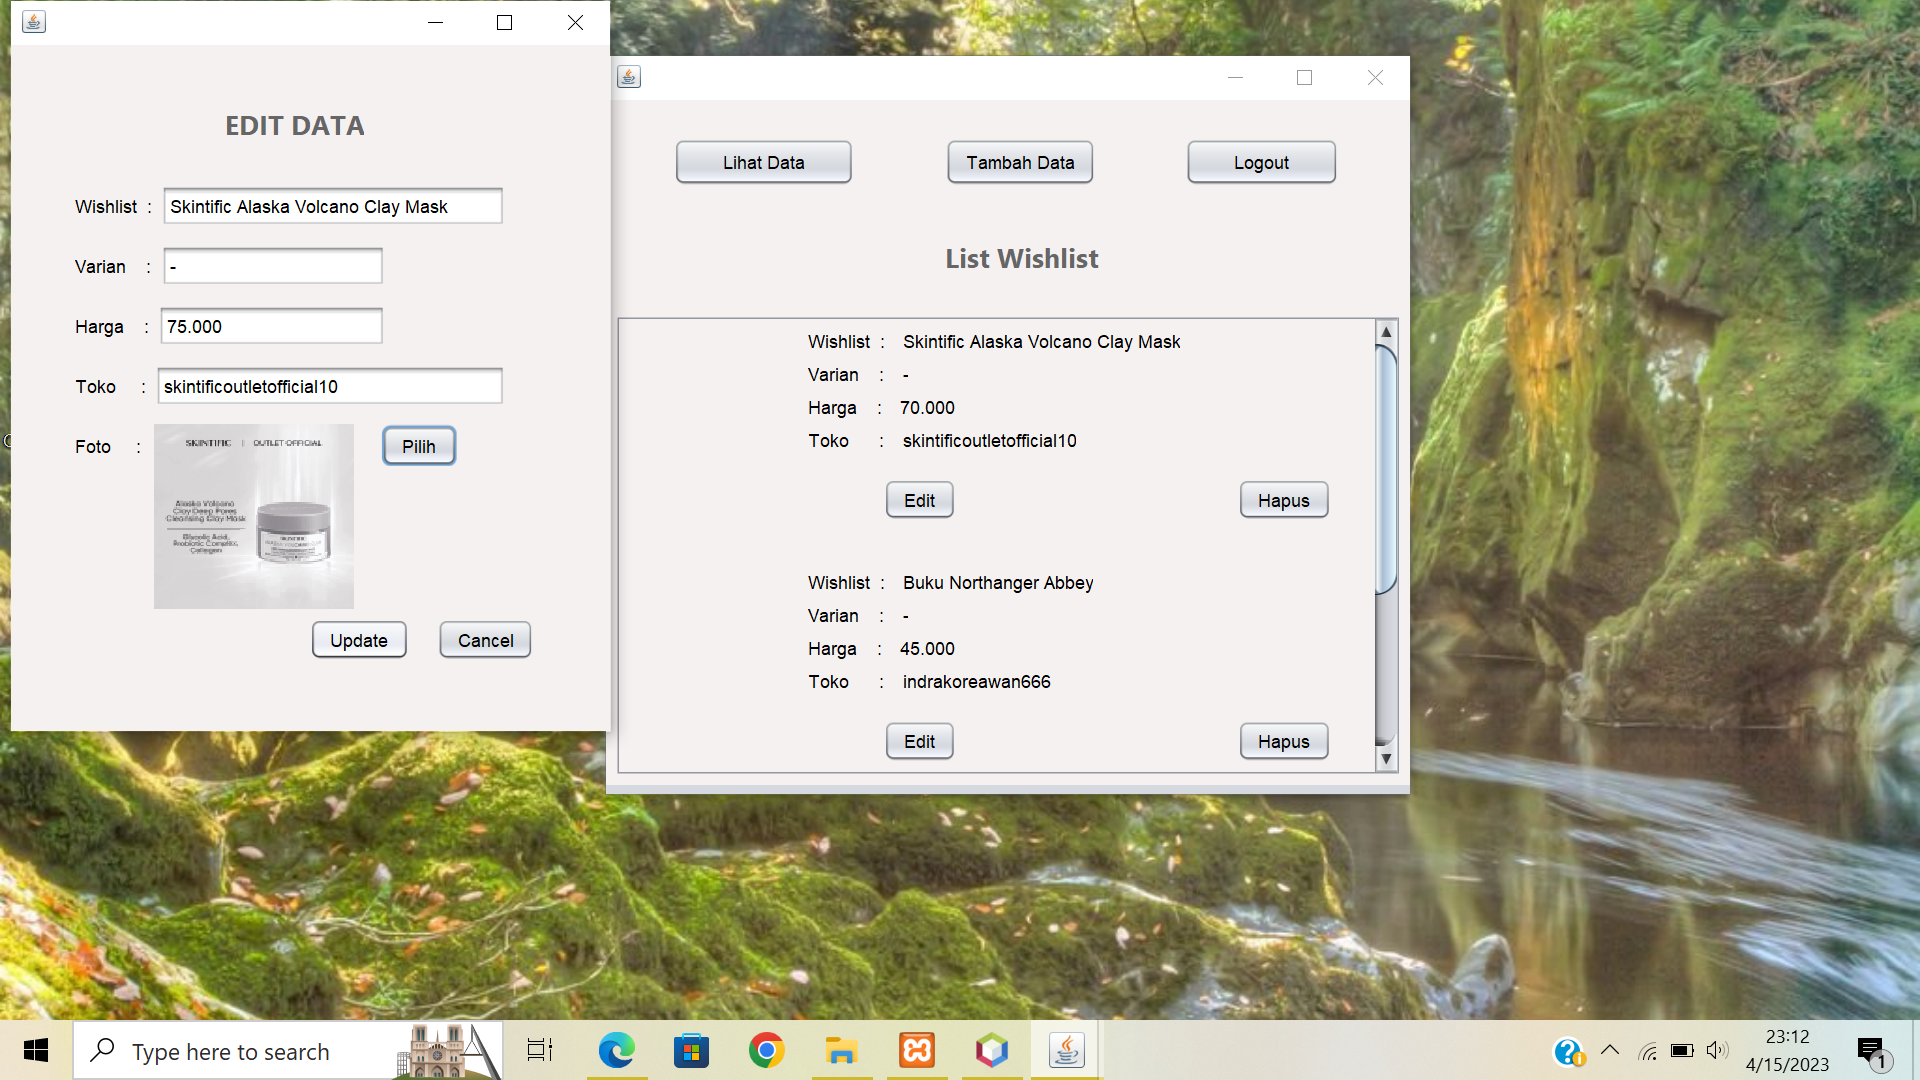 EDIT DATA
Wishlist : Skintific Alaska Volcano Clay Mask
Varian : -
Harga : 75.000
Toko : skintificoutletofficial10
Foto :
SKINTIFIC | OUTLET OFFICIAL
Alaska Volcano
Clay Deep Pores
Cleansing Clay Mask
Glycolic Acid,
Probiotic Complex,
Collagen
SKINTIFIC
Pilih
Update
Cancel
Lihat Data
Tambah Data
Logout
List Wishlist
Wishlist : Skintific Alaska Volcano Clay Mask
Varian : -
Harga : 70.000
Toko : skintificoutletofficial10
Edit
Hapus
Wishlist : Buku Northanger Abbey
Varian : -
Harga : 45.000
Toko : indrakoreawan666
Edit
Hapus
Type here to search
23:12
4/15/2023
1